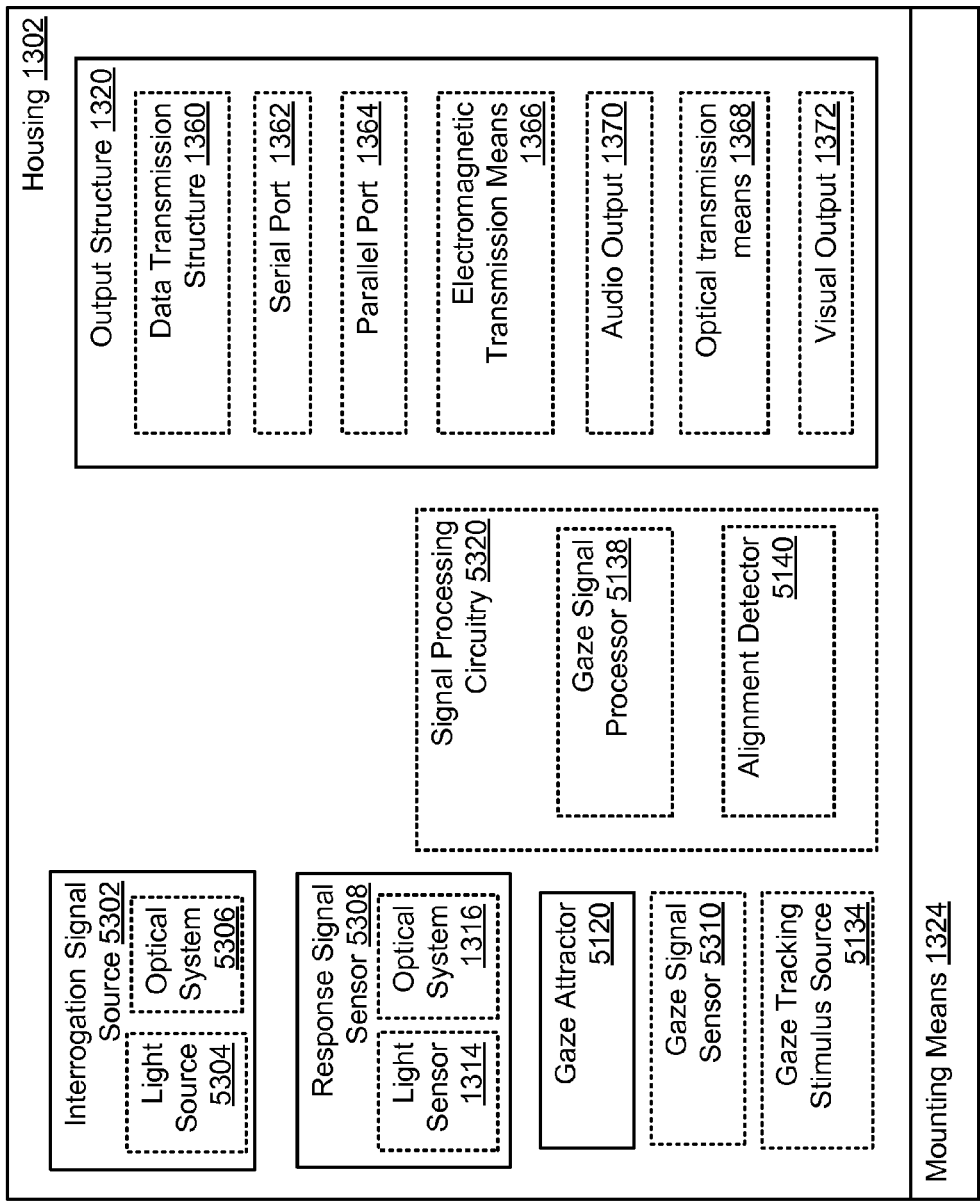 Housing 1302
Interrogation Signal
Source 5302
Light
Source
5304
Optical
System
5306
Response Signal
Sensor 5308
Light
Sensor
1314
Optical
System
1316
Gaze Attractor
5120
Gaze Signal
Sensor 5310
Gaze Tracking
Stimulus Source
5134
Signal Processing
Circuitry 5320
Gaze Signal
Processor 5138
Alignment Detector
5140
Output Structure 1320
Data Transmission
Structure 1360
Serial Port 1362
Parallel Port 1364
Electromagnetic
Transmission Means
1366
Audio Output 1370
Optical transmission
means 1368
Visual Output 1372
Mounting Means 1324